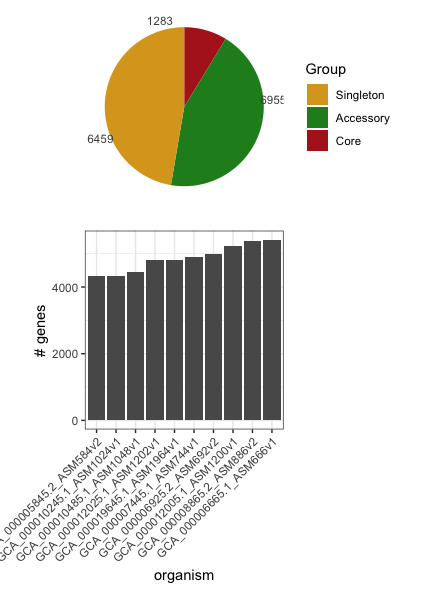 1283
6955
6459
Group
Singleton
Accessory
Core
# genes
4000
2000
0
A_000005845.2_ASM584v2
GCA_000010245.1_ASM1024v1
GCA_000010485.1_ASM1048v1
GCA_000012025.1_ASM1202v1
GCA_000019645.1_ASM1964v1
GCA_000007445.1_ASM744v1
GCA_000006925.2_ASM692v2
GCA_000012005.1_ASM1200v1
GCA_000008865.2_ASM886v2
GCA_000006665.1_ASM666v1
organism